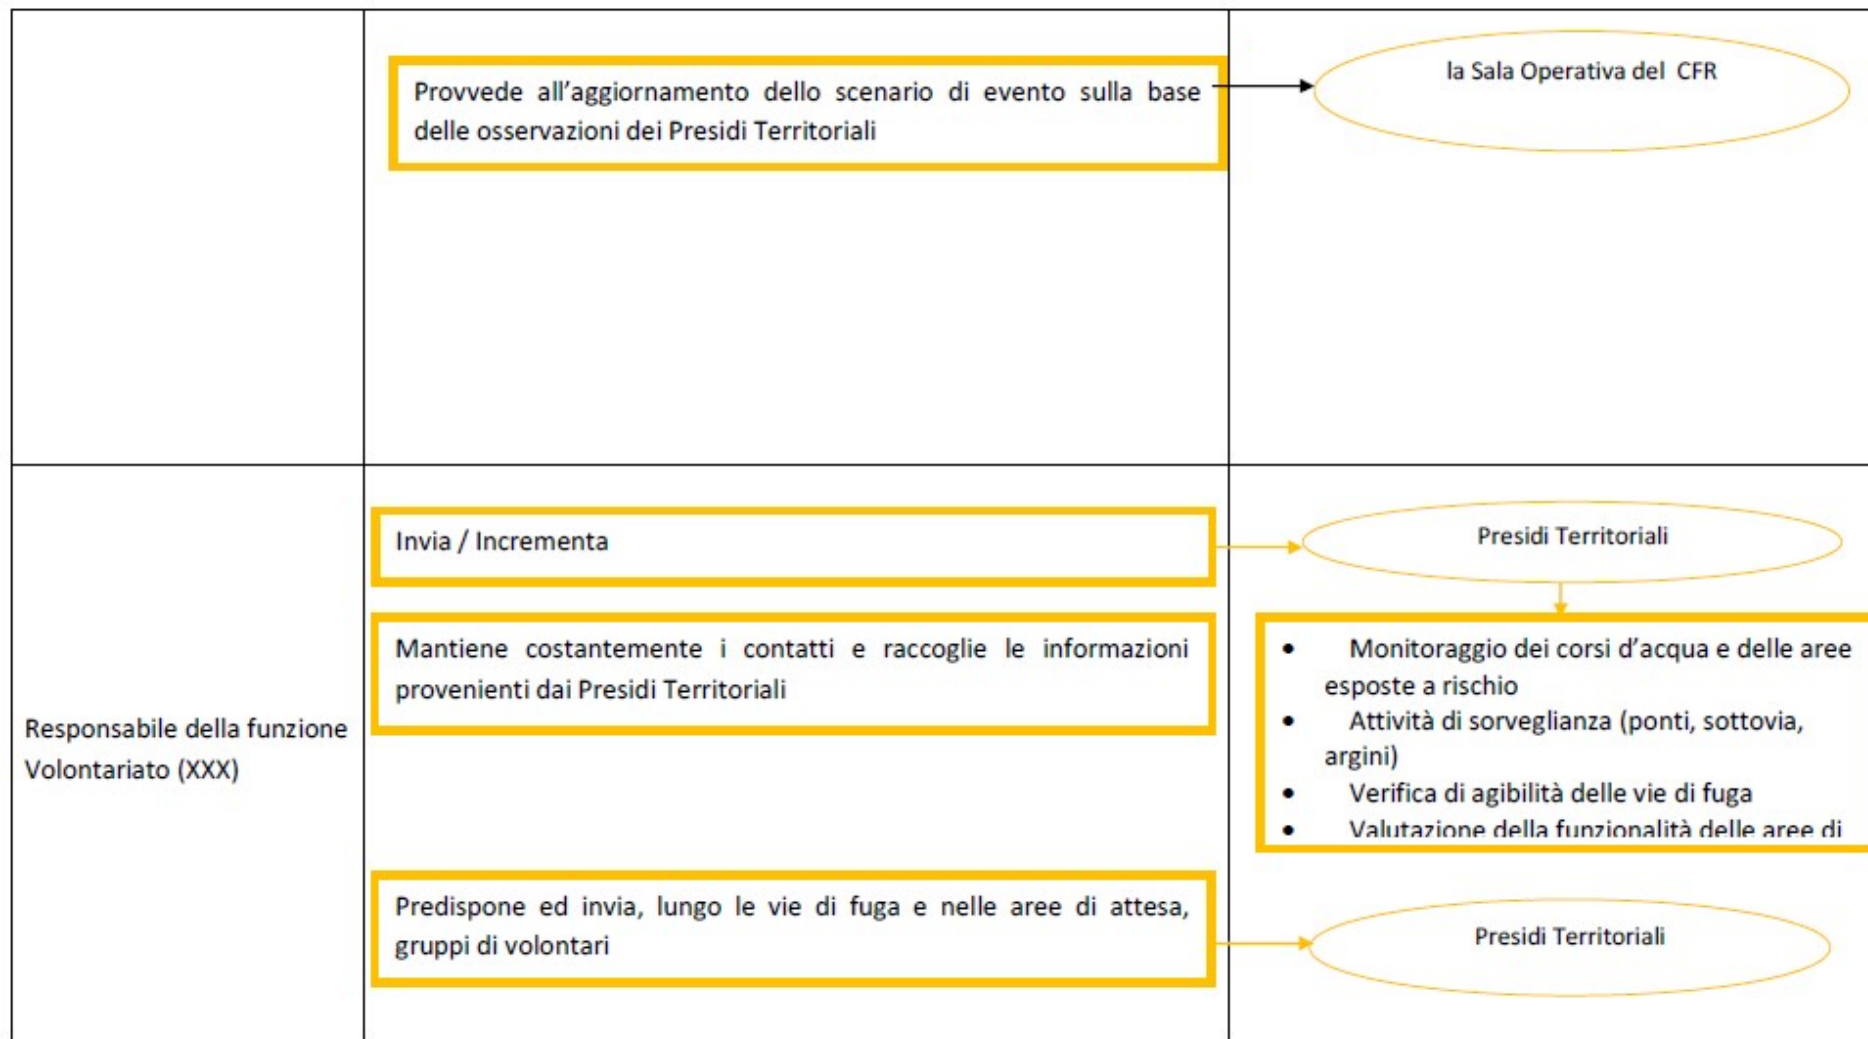 Provvede all'aggiornamento dello scenario di evento sulla base
delle osservazioni dei Presidi Territoriali
la Sala Operativa del CFR
Responsabile della funzione
Volontariato (XXX)
Invia / Incrementa
Presidi Territoriali
Mantiene costantemente i contatti e raccoglie le informazioni
provenienti dai Presidi Territoriali
• Monitoraggio dei corsi d'acqua e delle aree
esposte a rischio
• Attività di sorveglianza (ponti, sottovia,
argini)
• Verifica di agibilità delle vie di fuga
• Valutazione della funzionalità delle aree di
Predispone ed invia, lungo le vie di fuga e nelle aree di attesa,
gruppi di volontari
Presidi Territoriali